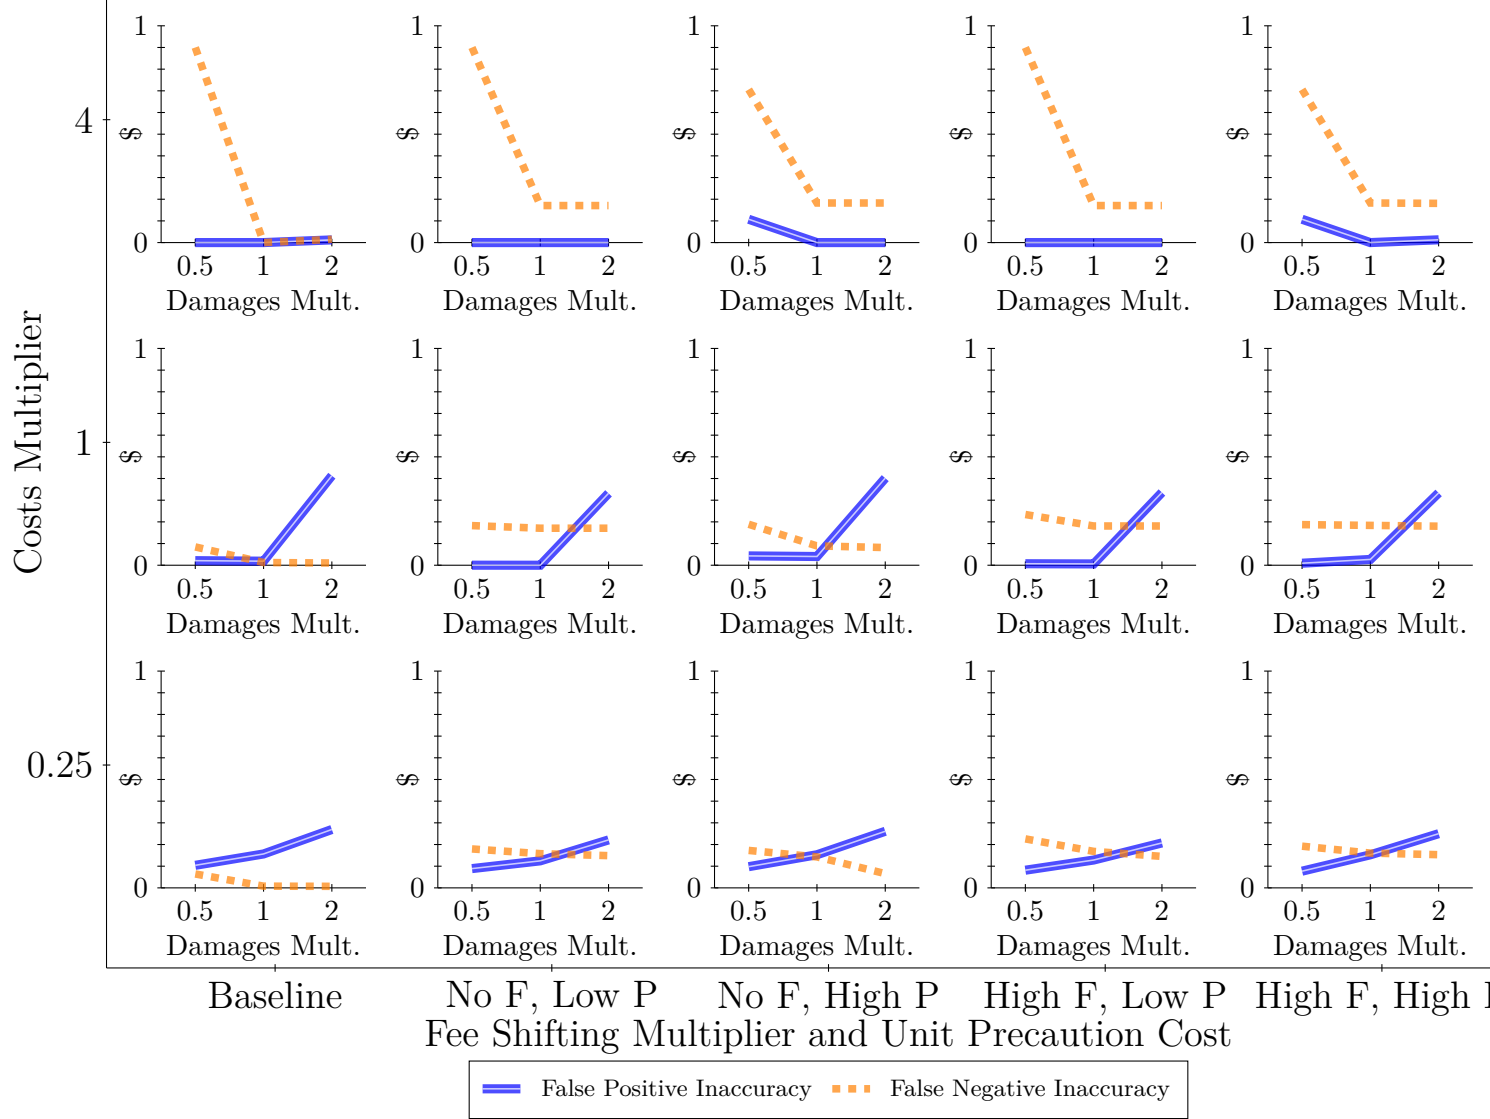 1 1 1 1 1
4 $ $ $ $ $
0 0 0 0 0
0.5 1 2 0.5 1 2 0.5 1 2 0.5 1 2 0.5 1 2
Damages Mult. Damages Mult. Damages Mult. Damages Mult. Damages Mult.
Costs Multiplier
1 1 1 1 1
1 $ $ $ $ $
0 0 0 0 0
0.5 1 2 0.5 1 2 0.5 1 2 0.5 1 2 0.5 1 2
Damages Mult. Damages Mult. Damages Mult. Damages Mult. Damages Mult.
1 1 1 1 1
0.25 $ $ $ $ $
0 0 0 0 0
0.5 1 2 0.5 1 2 0.5 1 2 0.5 1 2 0.5 1 2
Damages Mult. Damages Mult. Damages Mult. Damages Mult. Damages Mult.
Baseline No F, Low P No F, High P High F, Low P High F, High
Fee Shifting Multiplier and Unit Precaution Cost
False Positive Inaccuracy False Negative Inaccuracy